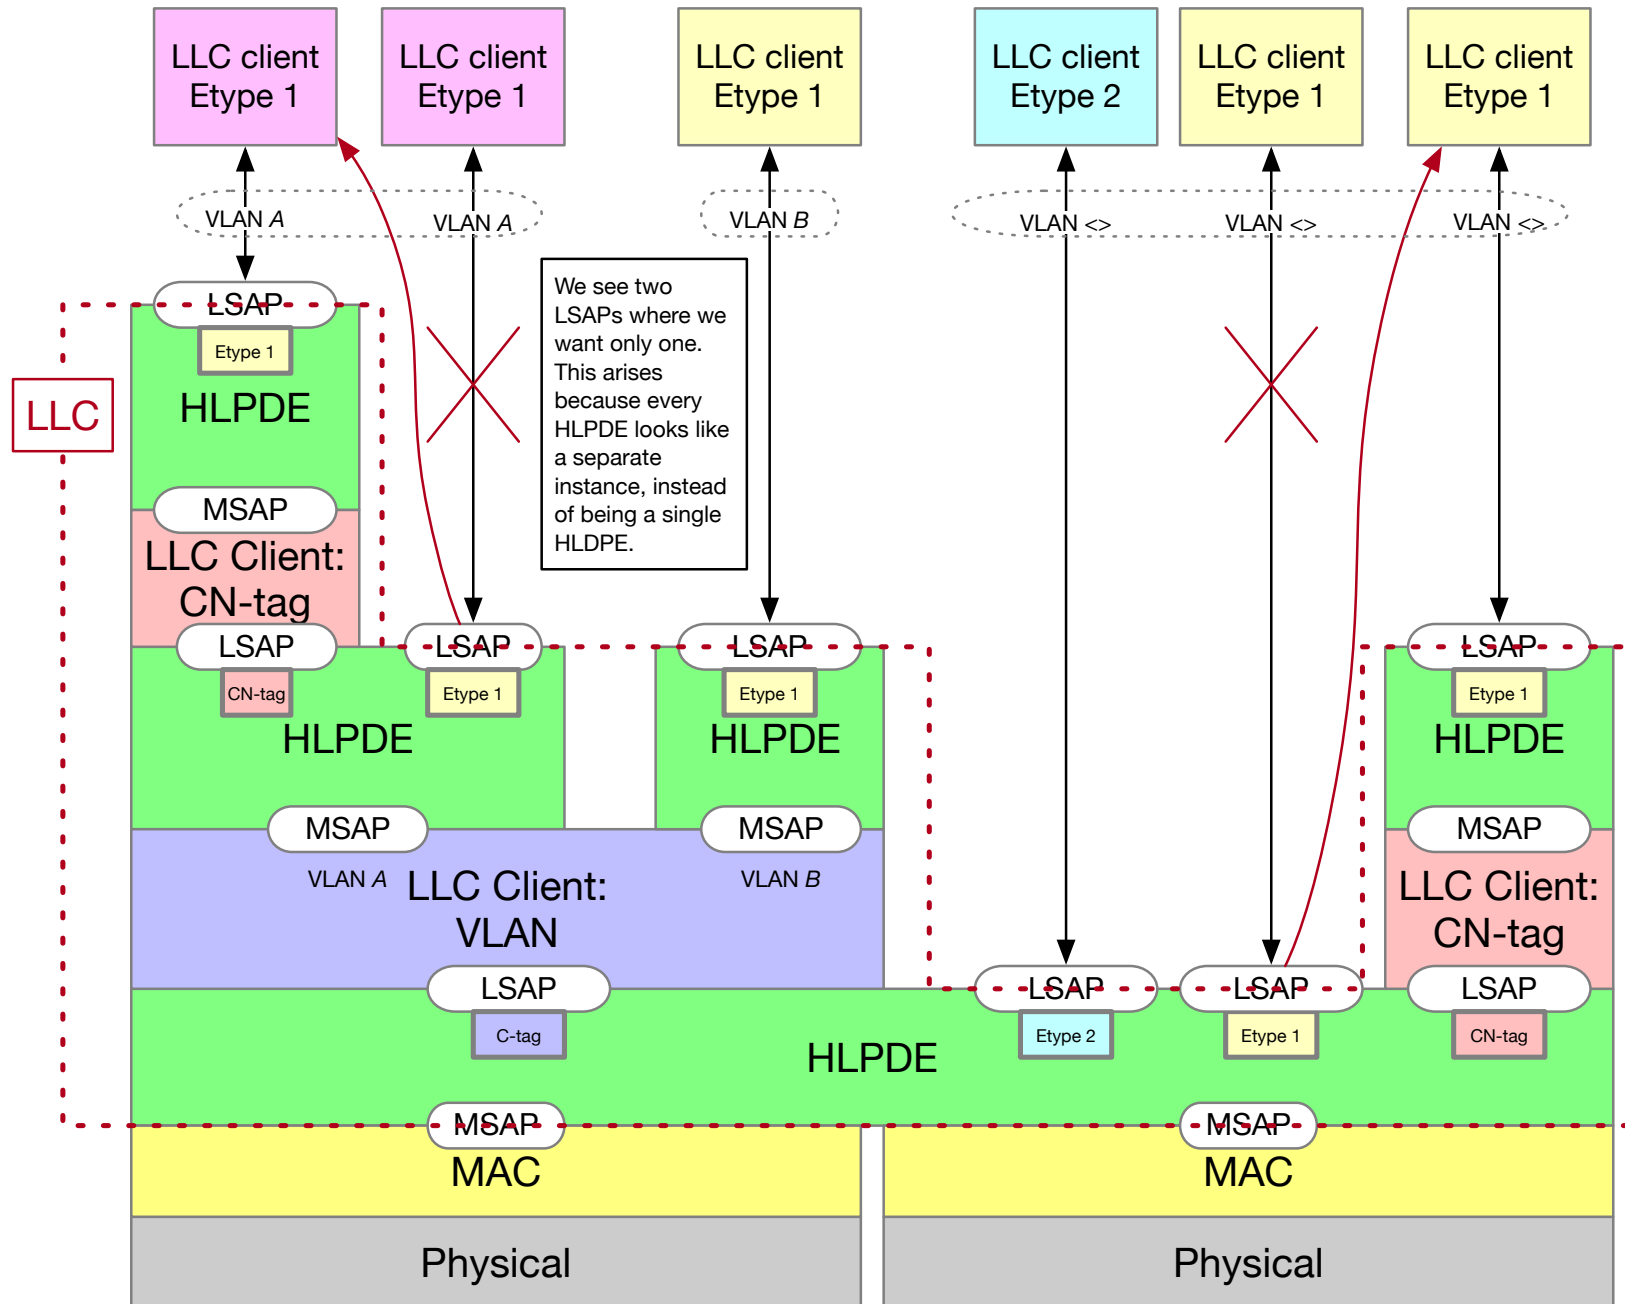 LLC client
Etype 1
LLC client
Etype 1
LLC client
Etype 1
LLC client
Etype 2
LLC client
Etype 1
LLC client
Etype 1
VLAN A
VLAN A
VLAN B
VLAN <>
VLAN <>
VLAN <>
We see two
LSAPs where we
want only one.
This arises
because every
HLPDE looks like
a separate
instance, instead
of being a single
HLDPE.
LSAP
Etype 1
HLPDE
LLC
MSAP
LLC Client:
CN-tag
LSAP
CN-tag
LSAP
Etype 1
HLPDE
LSAP
Etype 1
HLPDE
LSAP
Etype 1
HLPDE
MSAP
VLAN A
MSAP
VLAN B
LLC Client:
VLAN
MSAP
LLC Client:
CN-tag
LSAP
C-tag
LSAP
Etype 2
LSAP
Etype 1
LSAP
CN-tag
HLPDE
MSAP
MSAP
MAC
MAC
Physical
Physical